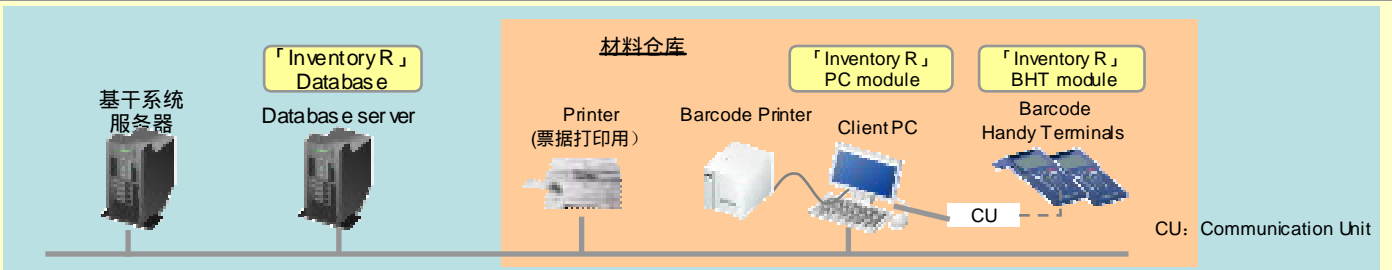 材料仓库
「Inventory R」
Database
「Inventory R」
PC module
「Inventory R」
BHT module
基干系统
服务器
Database server
Printer
(票据打印用）
Barcode Printer
Client PC
Barcode
Handy Terminals
CU
CU：Communication Unit